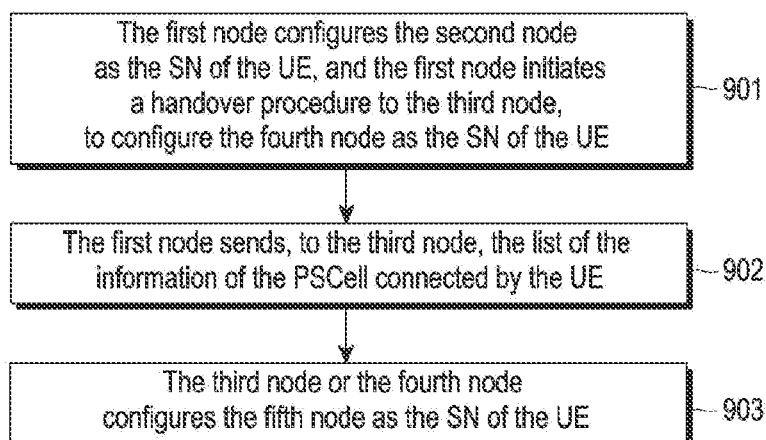 The first node configures the second node
as the SN of the UE, and the first node initiates
a handover procedure to the third node,
to configure the fourth node as the SN of the UE
901
The first node sends, to the third node, the list of the
information of the PSCell connected by the UE
902
The third node or the fourth node
configures the fifth node as the SN of the UE
903